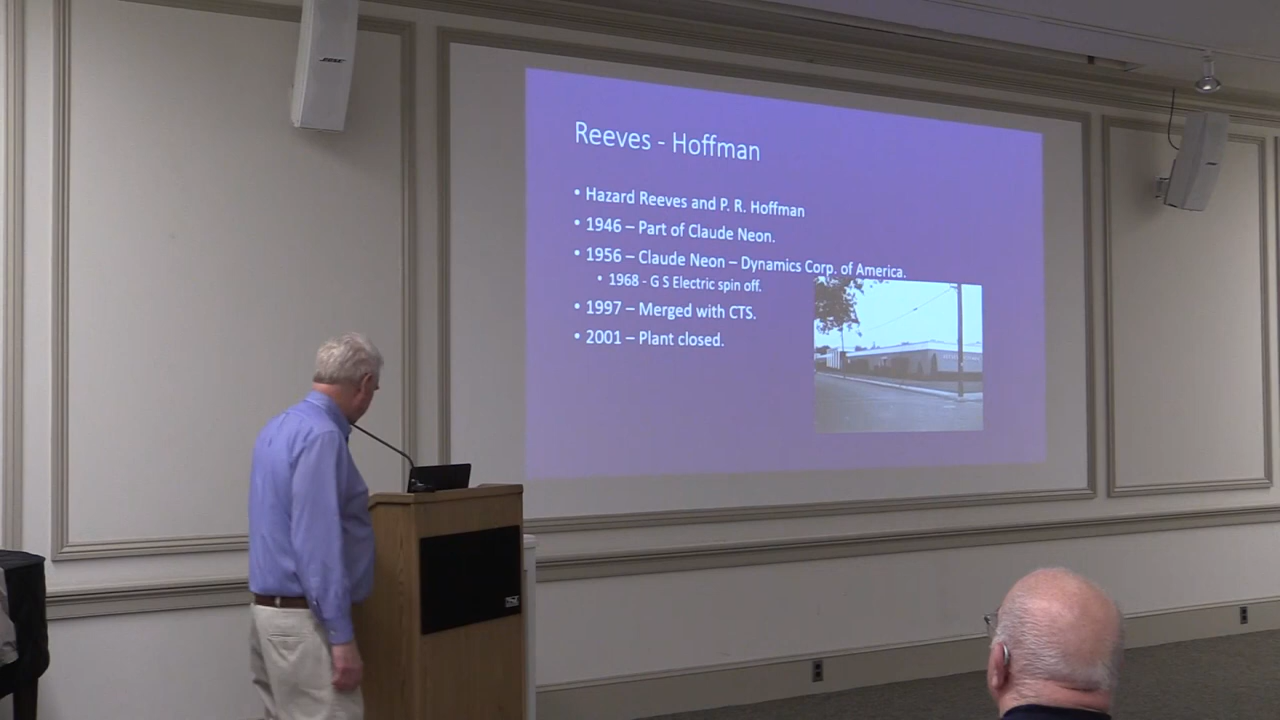 BOSE
Reeves - Hoffman
• Hazard Reeves and P. R. Hoffman
• 1946 – Part of Claude Neon.
• 1956 – Claude Neon – Dynamics Corp. of America.
• 1968 - G S Electric spin off.
• 1997 – Merged with CTS.
• 2001 – Plant closed.